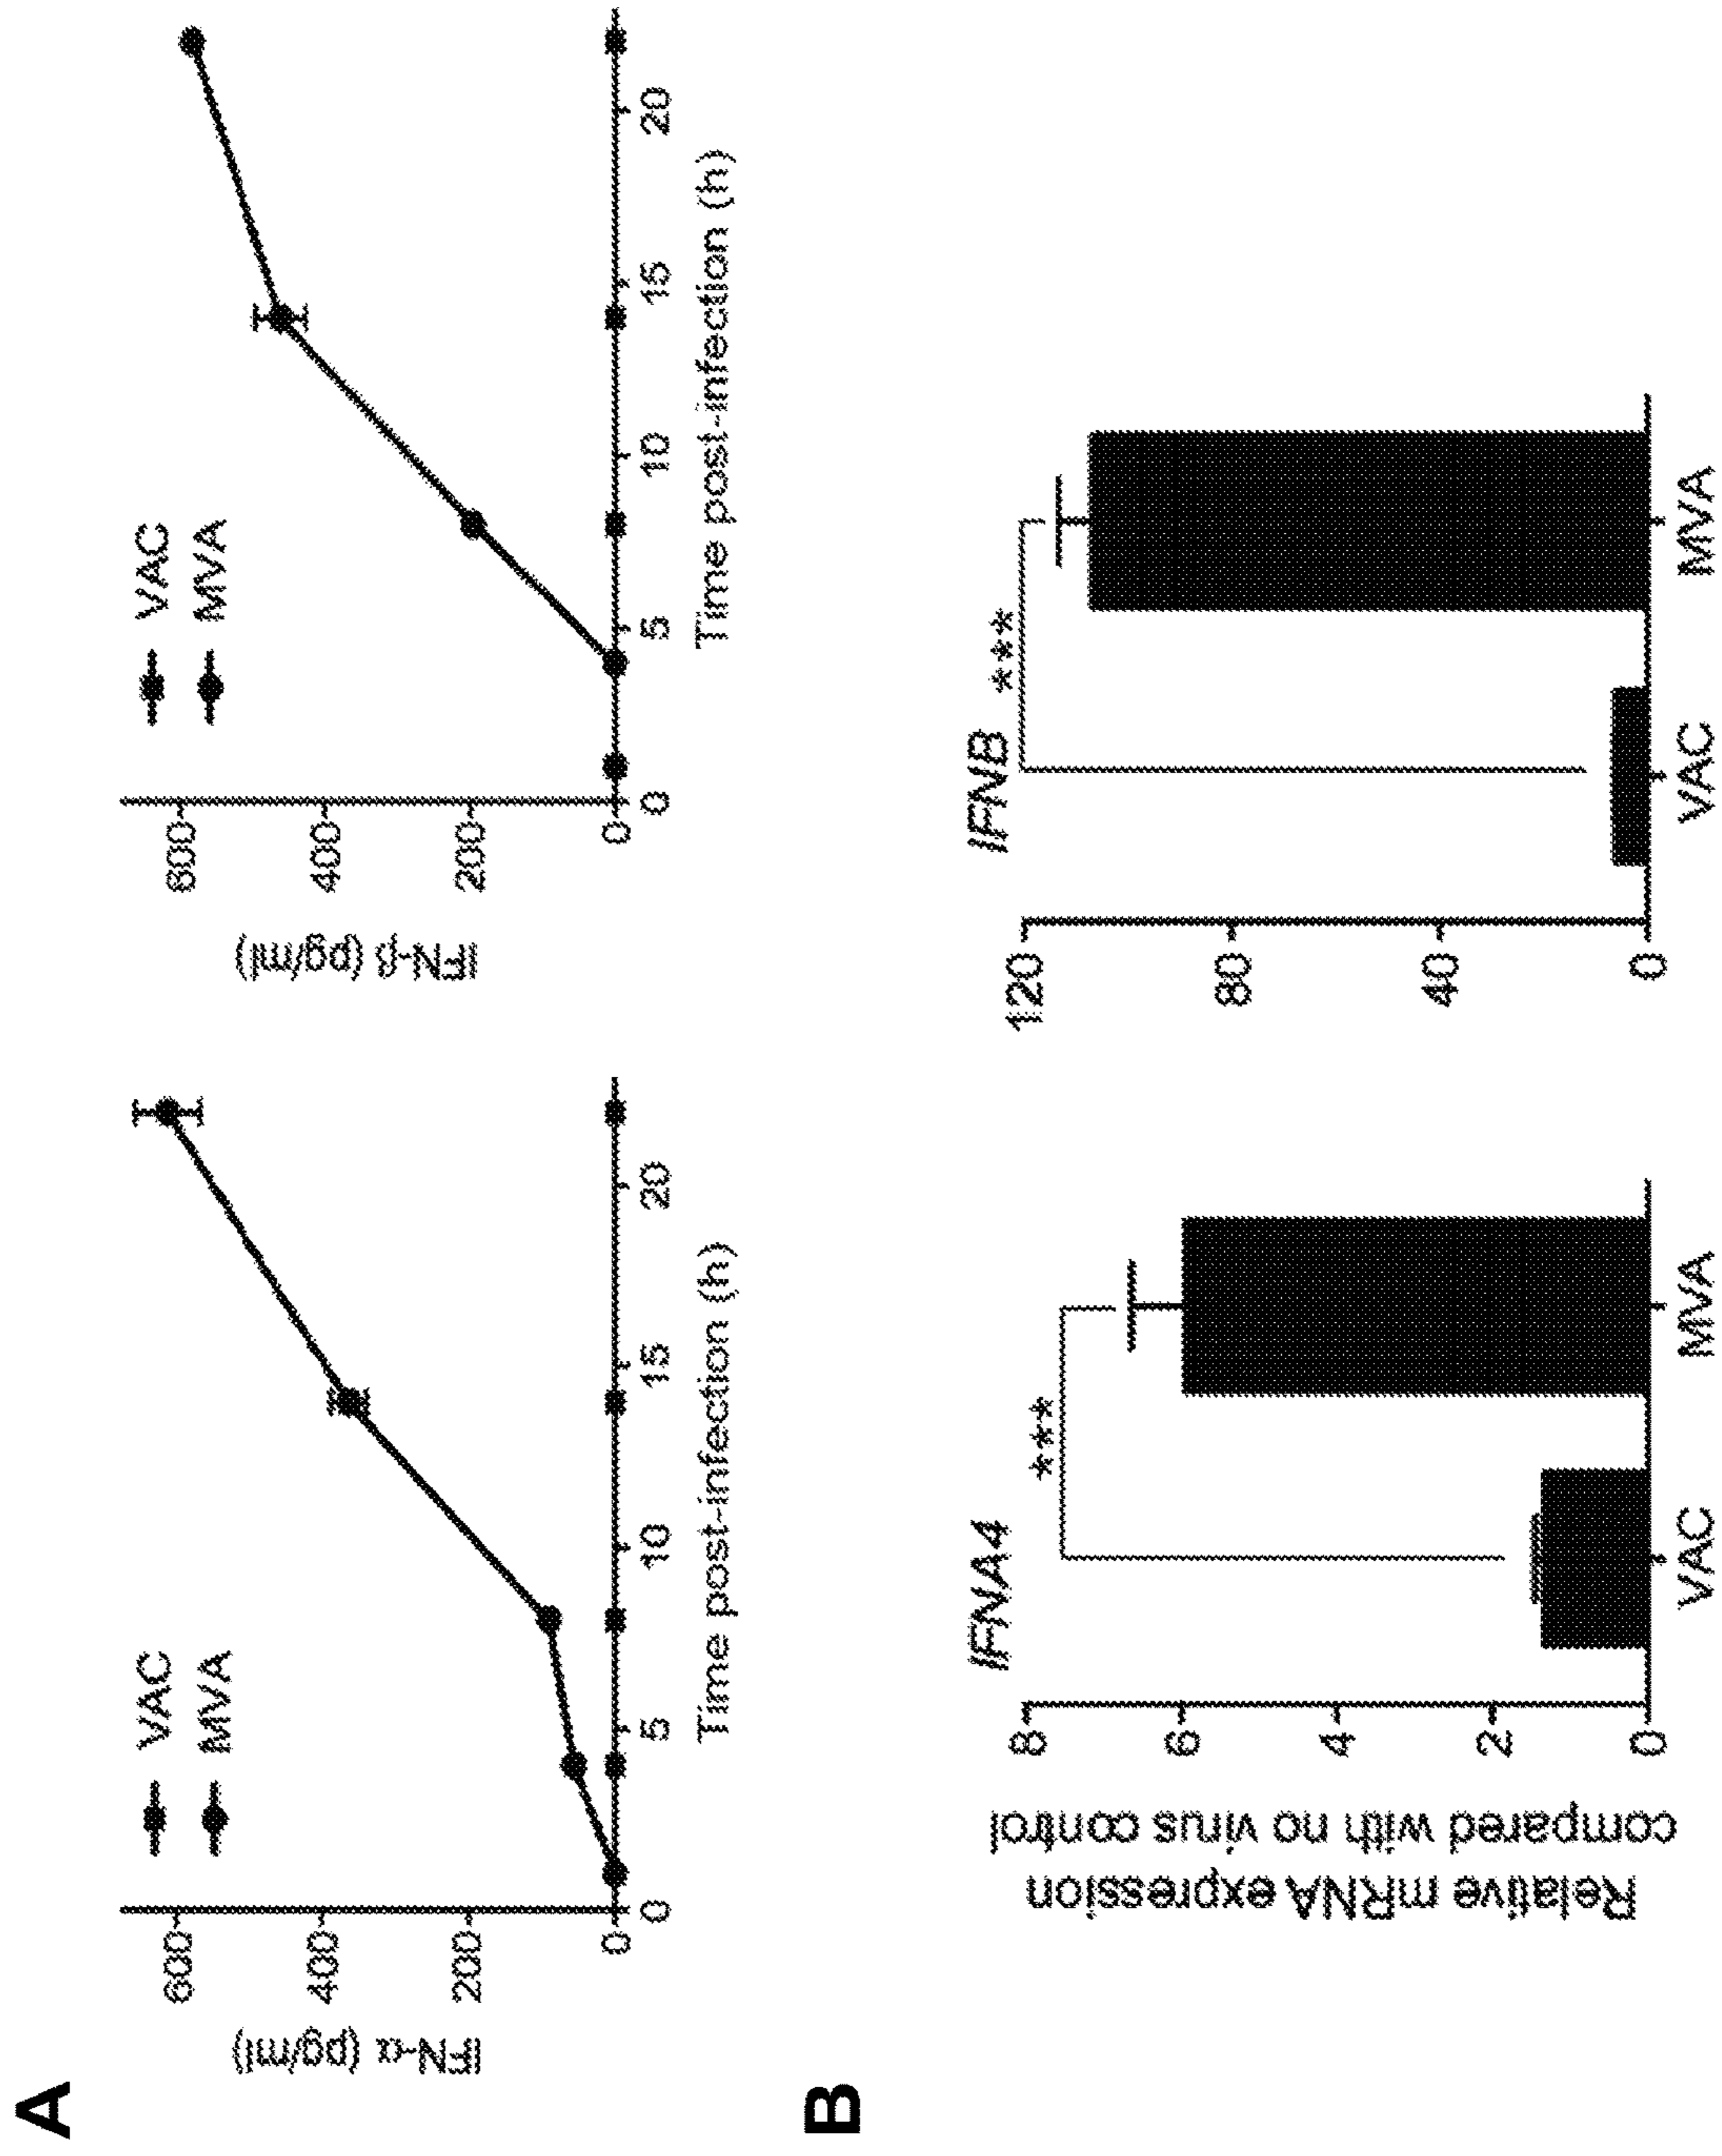 A
VAC
MVA
IFN-α (pg/ml)
600
400
200
0
0 5 10 15 20
Time post-infection (h)
VAC
MVA
IFN-β (pg/ml)
600
400
200
0
0 5 10 15 20
Time post-infection (h)
B
Relative mRNA expression
compared with no virus control
IFNA4
***
8
6
4
2
0
VAC MVA
IFNB
***
120
80
40
0
VAC MVA